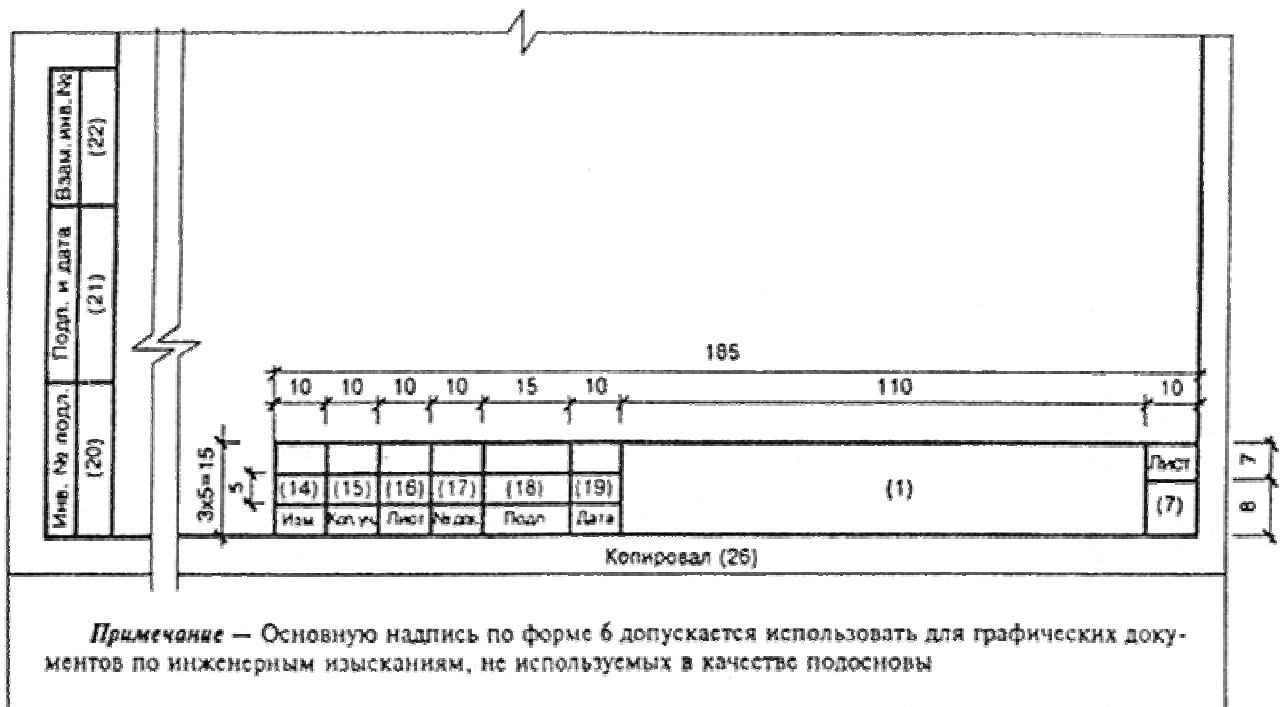 Взам. инв. №
(22)
Подп. и дата
(21)
Инв. № подл.
(20)
185
10 10 10 10 15 10 110 10
3x5=15
5
(14) (15) (16) (17) (18) (19)
Изм Кол.уч Лист № док. Подп Дата
(1)
Лист
(7)
7
8
Копировал (26)
Примечание — Основную надпись по форме 6 допускается использовать для графических доку-
ментов по инженерным изысканиям, не используемых в качестве подосновы